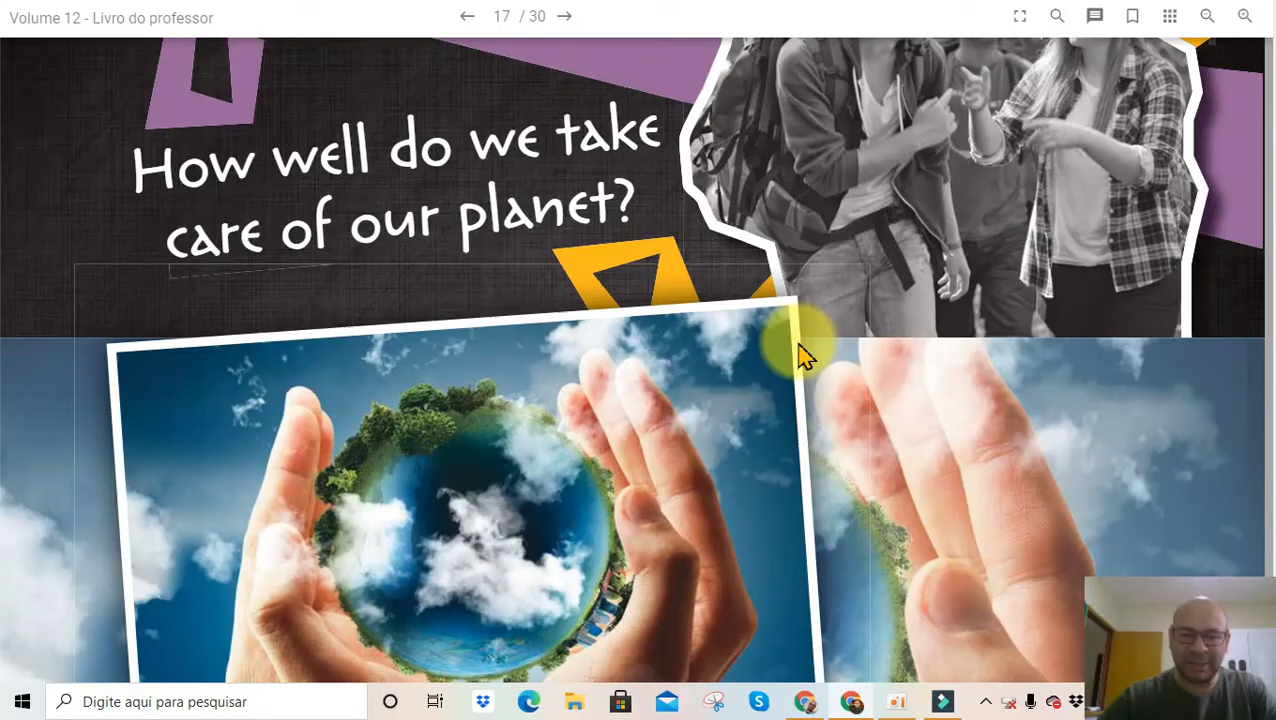 Volume 12 - Livro do professor
17 / 30
How well do we take
care of our planet?
Digite aqui para pesquisar